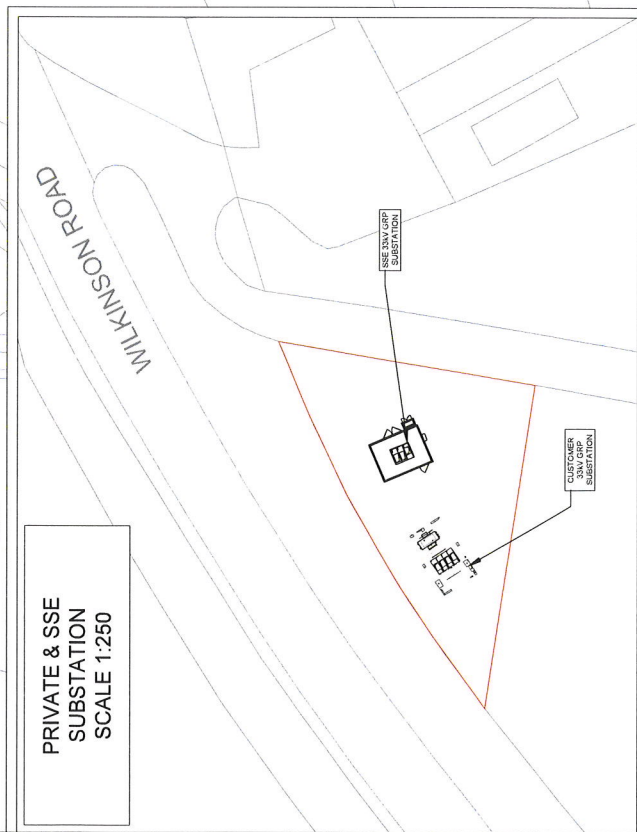 WILKINSON ROAD
SSE 33kV GRP
SUBSTATION
CUSTOMER
33kV GRP
SUBSTATION
PRIVATE & SSE
SUBSTATION
SCALE 1:250